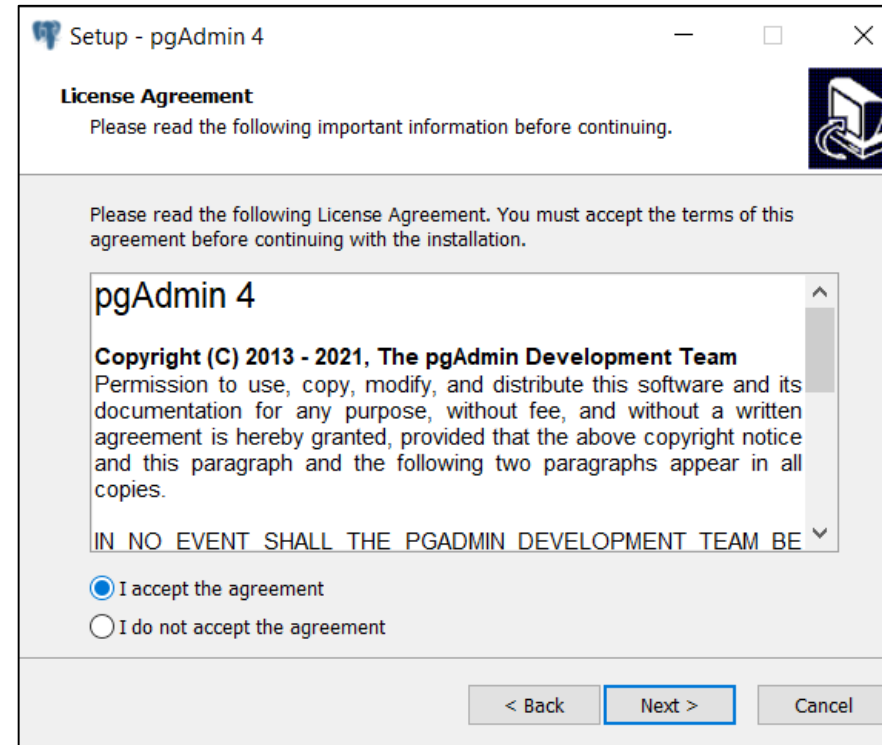 Setup - pgAdmin 4
License Agreement
Please read the following important information before continuing.
Please read the following License Agreement. You must accept the terms of this
agreement before continuing with the installation.
pgAdmin 4
Copyright (C) 2013 - 2021, The pgAdmin Development Team
Permission to use, copy, modify, and distribute this software and its
documentation for any purpose, without fee, and without a written
agreement is hereby granted, provided that the above copyright notice
and this paragraph and the following two paragraphs appear in all
copies.
IN NO EVENT SHALL THE PGADMIN DEVELOPMENT TEAM BE
I accept the agreement
I do not accept the agreement
< Back Next > Cancel